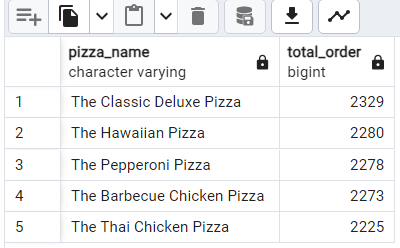 pizza_name total_order
character varying bigint
1 The Classic Deluxe Pizza 2329
2 The Hawaiian Pizza 2280
3 The Pepperoni Pizza 2278
4 The Barbecue Chicken Pizza 2273
5 The Thai Chicken Pizza 2225